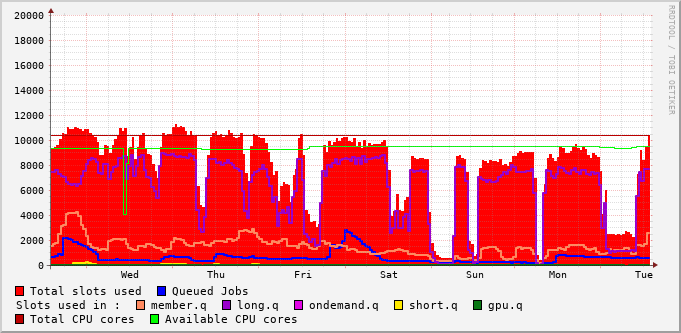 20000
18000
16000
14000
12000
10000
8000
6000
4000
2000
0
Wed Thu Fri Sat Sun Mon Tue
Total slots used Queued Jobs
Slots used in : member.q long.q ondemand.q short.q gpu.q
Total CPU cores Available CPU cores
RRDTOOL / TOBI OETIKER